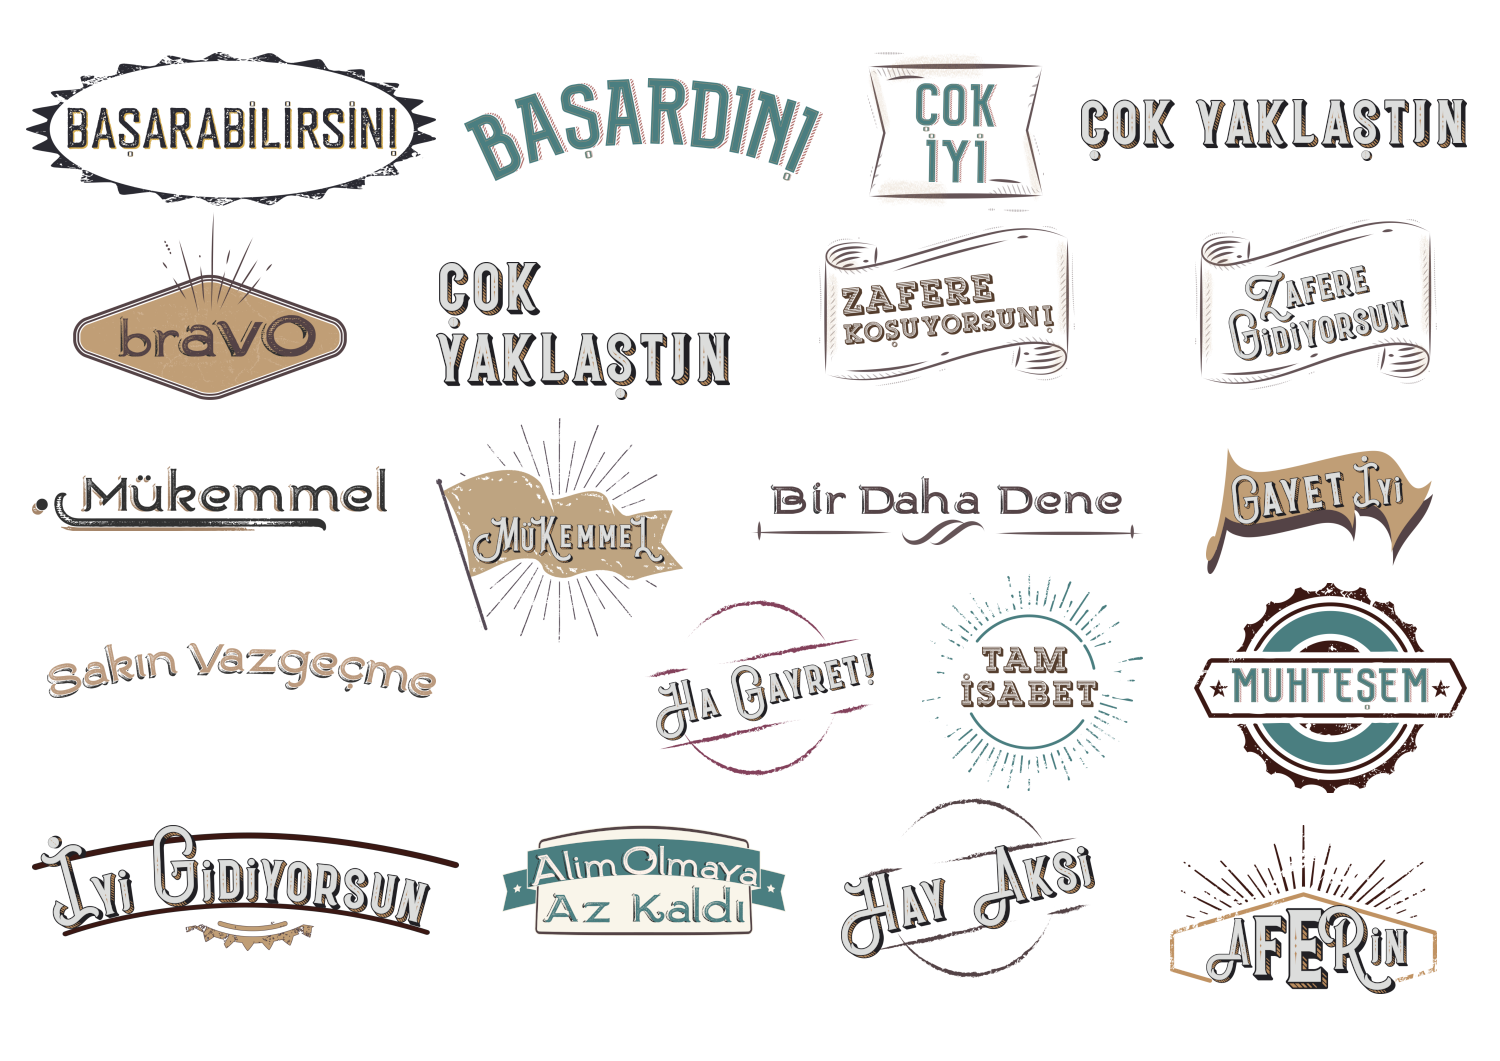 BAŞARABİLİRSİN!
BAŞARDIN!
ÇOK
İYİ
ÇOK YAKLAŞTIN
bravo
ÇOK
YAKLAŞTIN
ZAFERE
KOŞUYORSUN!
ZAFERE
GİDİYORSUN
Mükemmel
MÜKEMMEL
Bir Daha Dene
GAYET İYİ
Sakın Vazgeçme
HA GAYRET!
TAM
İSABET
MUHTEŞEM
İYİ GİDİYORSUN
Alim Olmaya
Az Kaldı
HAY AKSİ
AFERİN